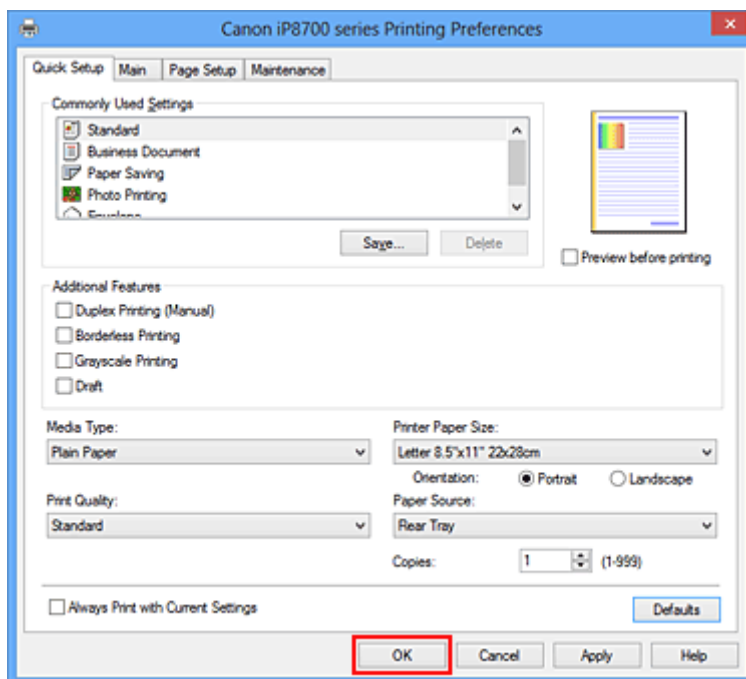 Canon iP8700 series Printing Preferences
Quick Setup Main Page Setup Maintenance
Commonly Used Settings
Standard
Business Document
Paper Saving
Photo Printing
Envelope
Save... Delete
Preview before printing
Additional Features
Duplex Printing (Manual)
Borderless Printing
Grayscale Printing
Draft
Media Type: Printer Paper Size:
Plain Paper Letter 8.5"x11" 22x28cm
Orientation: Portrait Landscape
Print Quality: Paper Source:
Standard Rear Tray
Copies: 1 (1-999)
Always Print with Current Settings Defaults
OK Cancel Apply Help